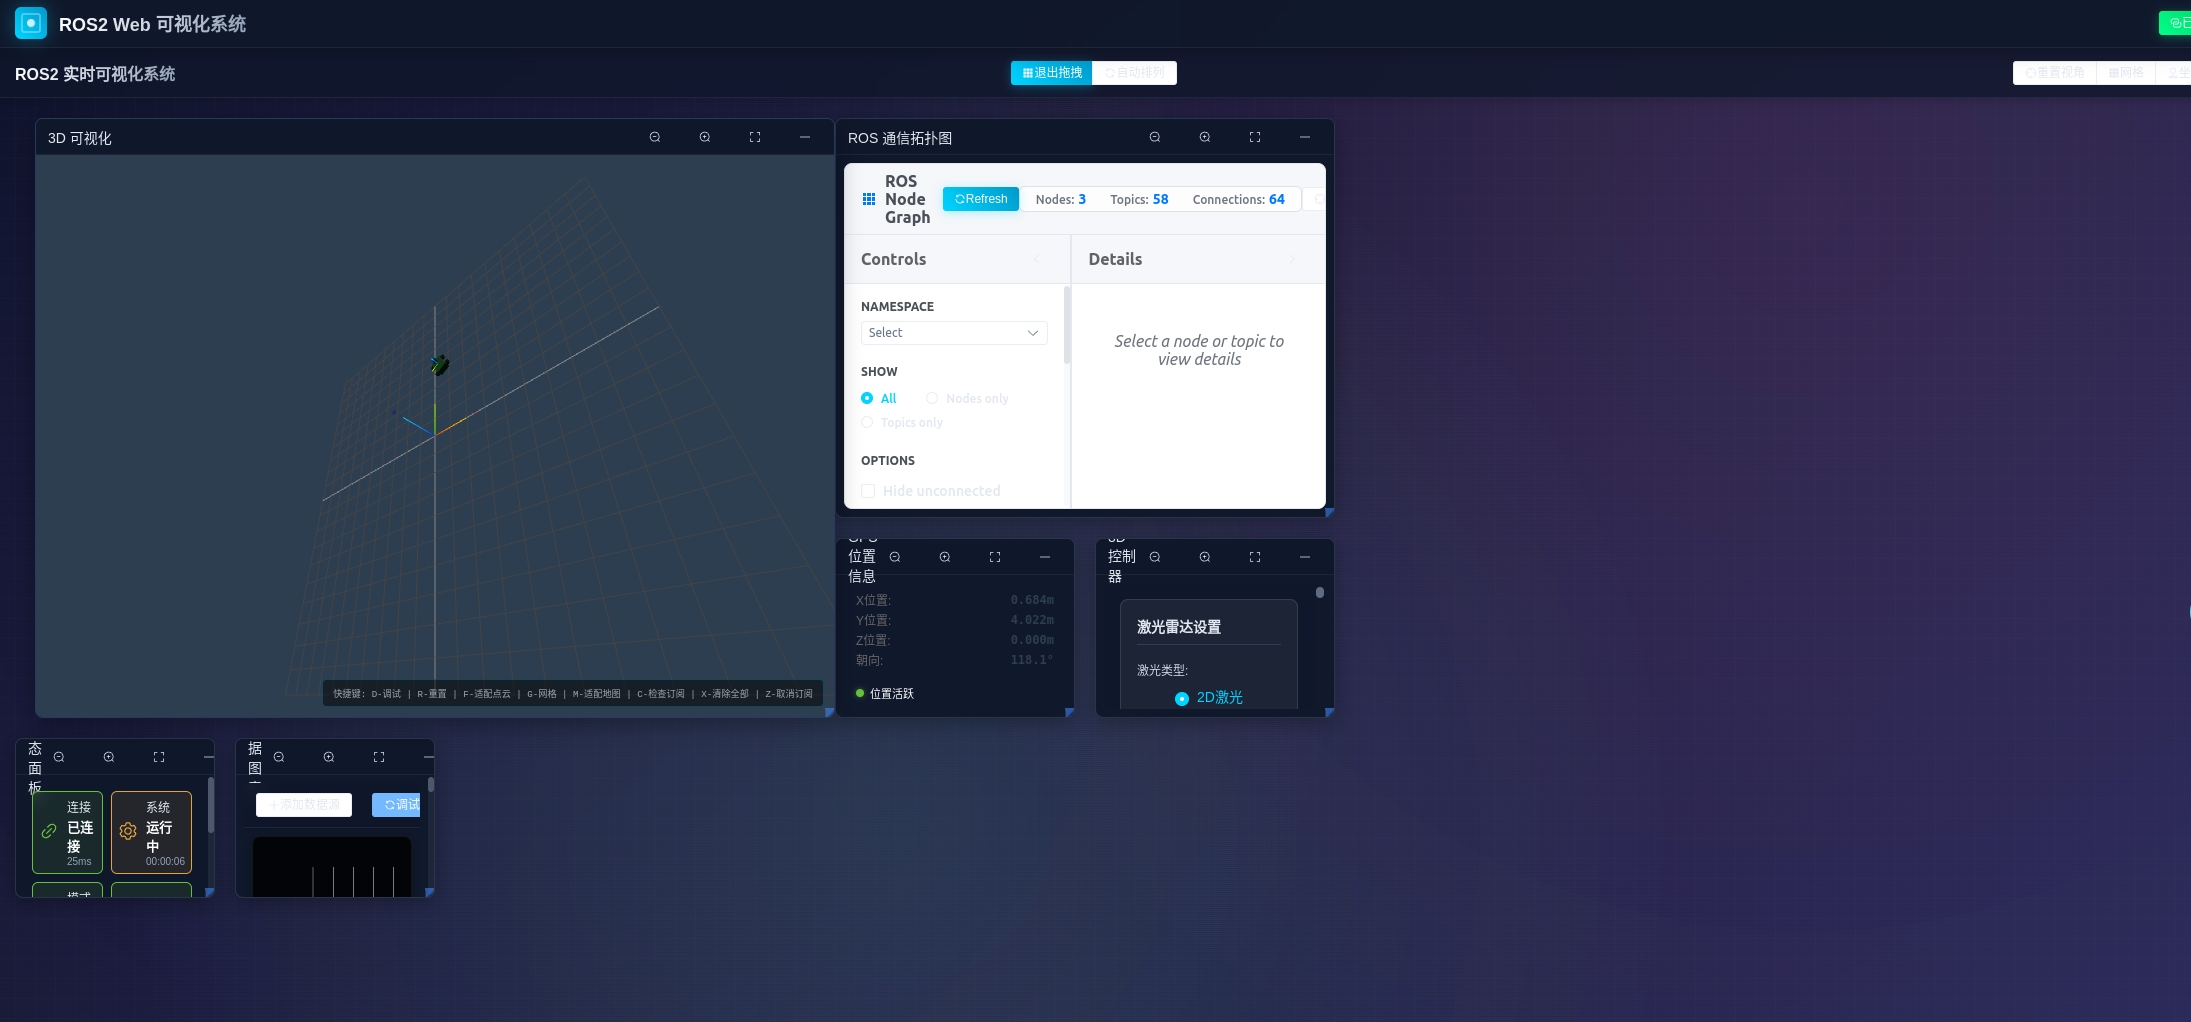 ROS2 Web 可视化系统
ROS2 实时可视化系统
退出拖拽 自动排列
重置视角 网格
3D 可视化
快捷键: D-调试 | R-重置 | F-适配点云 | G-网格 | M-适配地图 | C-检查订阅 | X-清除全部 | Z-取消订阅
ROS 通信拓扑图
ROS
Node
Graph
Refresh
Nodes: 3 Topics: 58 Connections: 64
Controls
NAMESPACE
Select
SHOW
All Nodes only
Topics only
OPTIONS
Hide unconnected
Details
Select a node or topic to
view details
GPS
位置
信息
X位置: 0.684m
Y位置: 4.022m
Z位置: 0.000m
朝向: 118.1°
位置活跃
控制
器
激光雷达设置
激光类型:
2D激光
态
面
板
连接
已连
接
25ms
系统
运行
中
00:00:06
模式
据
图
添加数据源 调试